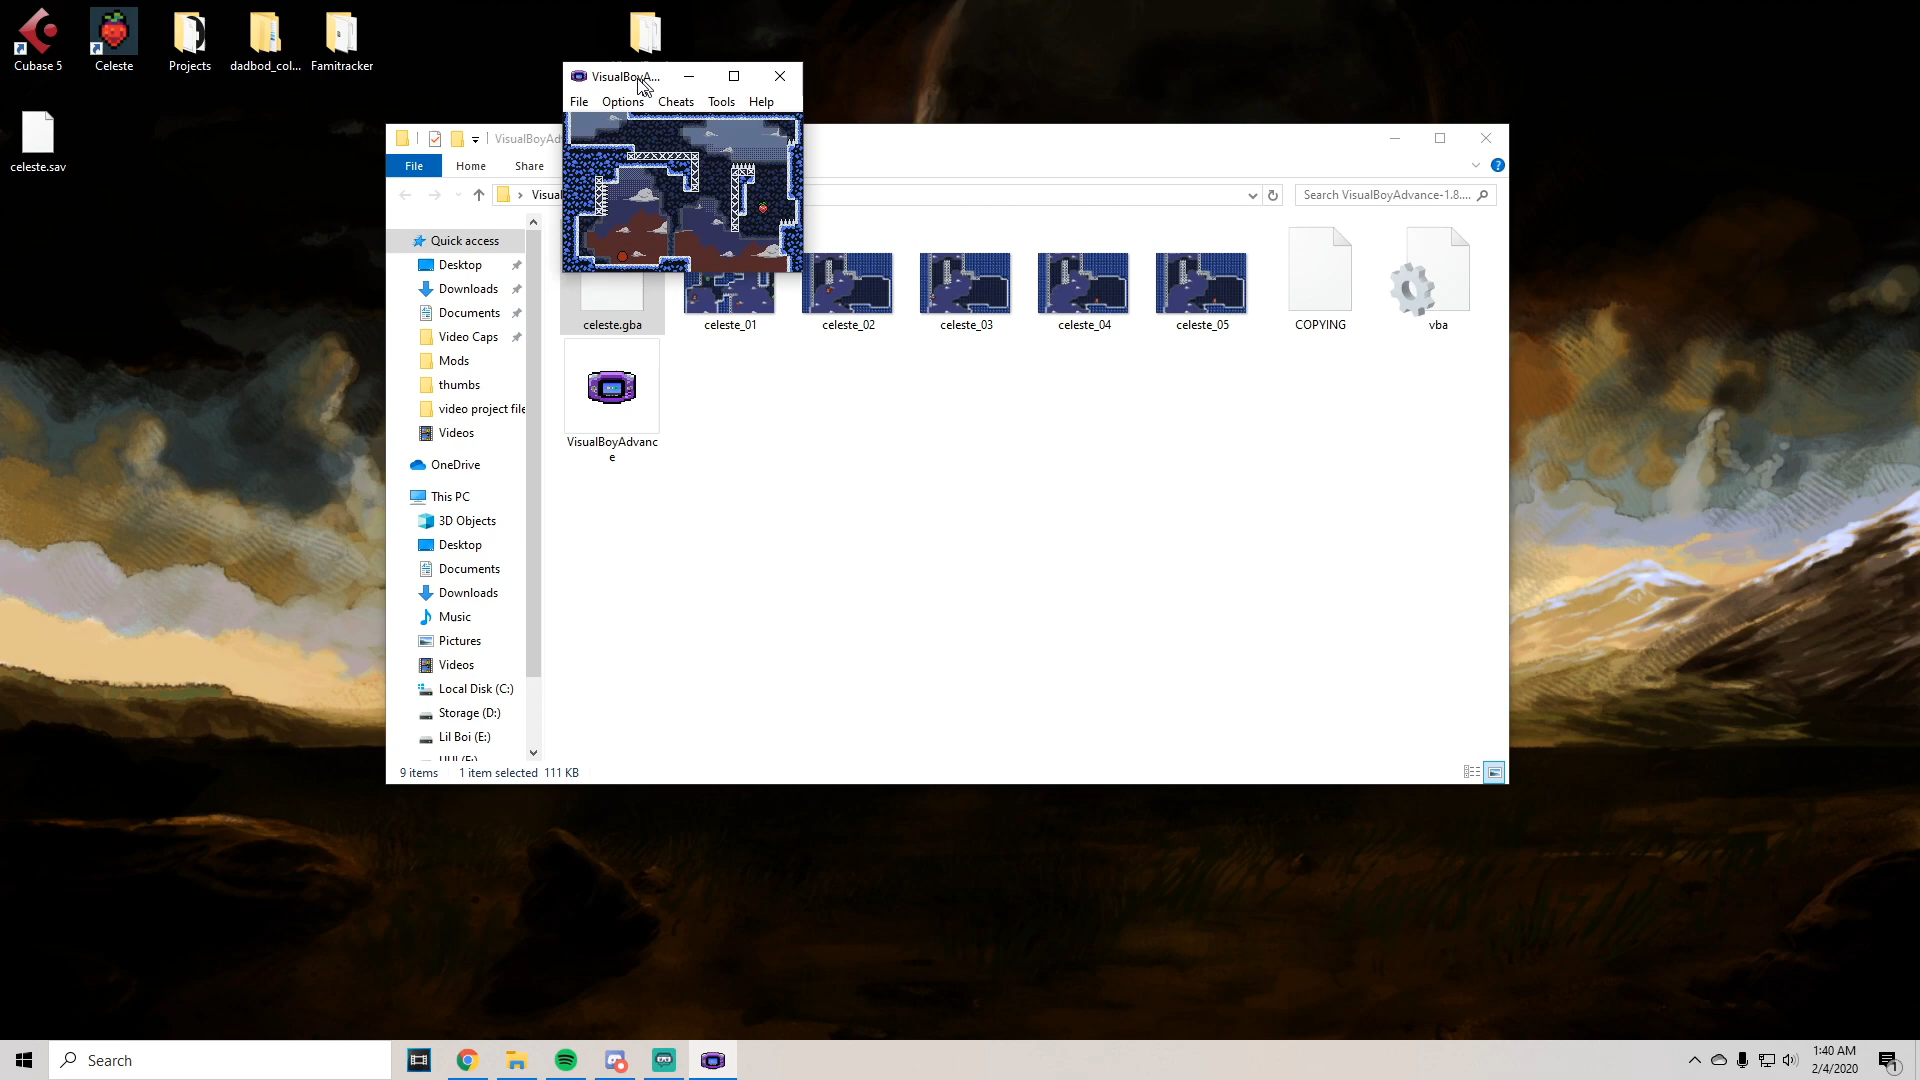 Cubase 5
Celeste
Projects
dadbod_col...
Famitracker
celeste.sav
VisualBoyA...
File Options Cheats Tools Help
VisualBoyAd
File Home Share
Visual
Search VisualBoyAdvance-1.8....
Quick access
Desktop
Downloads
Documents
Video Caps
Mods
thumbs
video project file
Videos
OneDrive
This PC
3D Objects
Desktop
Documents
Downloads
Music
Pictures
Videos
Local Disk (C:)
Storage (D:)
Lil Boi (E:)
celeste.gba
celeste_01
celeste_02
celeste_03
celeste_04
celeste_05
COPYING
vba
VisualBoyAdvanc
e
9 items 1 item selected 111 KB
Search
1:40 AM
2/4/2020
1